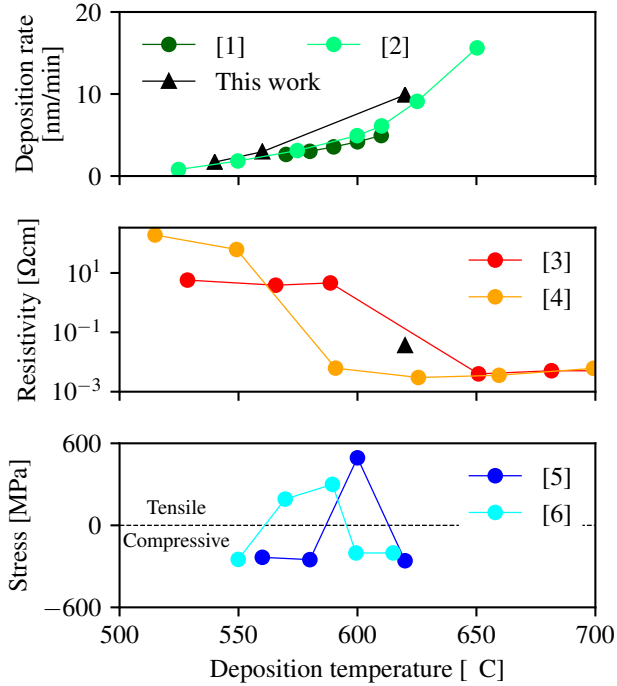 20
10
0
Deposition rate
[nm/min]
[1]
[2]
This work
10¹
10⁻¹
10⁻³
Resistivity [Ωcm]
[3]
[4]
600
0
−600
Stress [MPa]
Tensile
Compressive
[5]
[6]
500 550 600 650 700
Deposition temperature [ C]